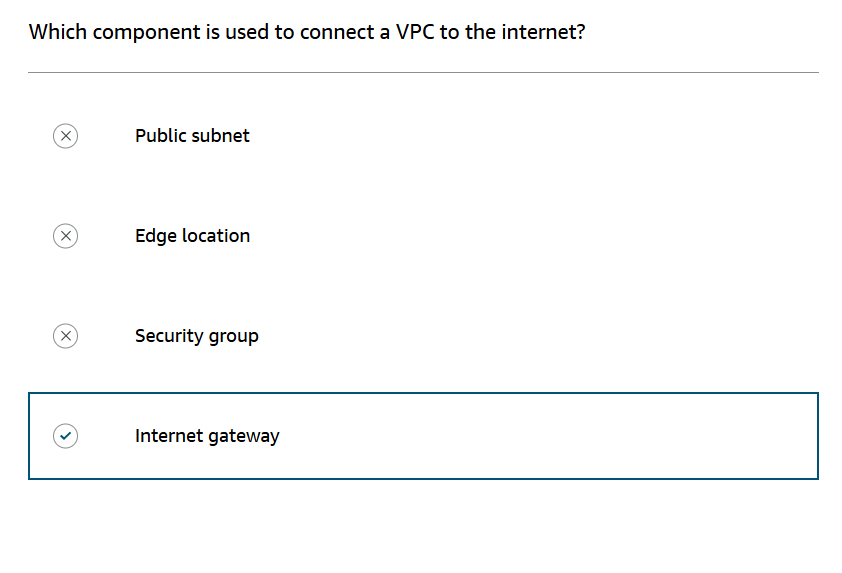 Which component is used to connect a VPC to the internet?
Public subnet
Edge location
Security group
Internet gateway